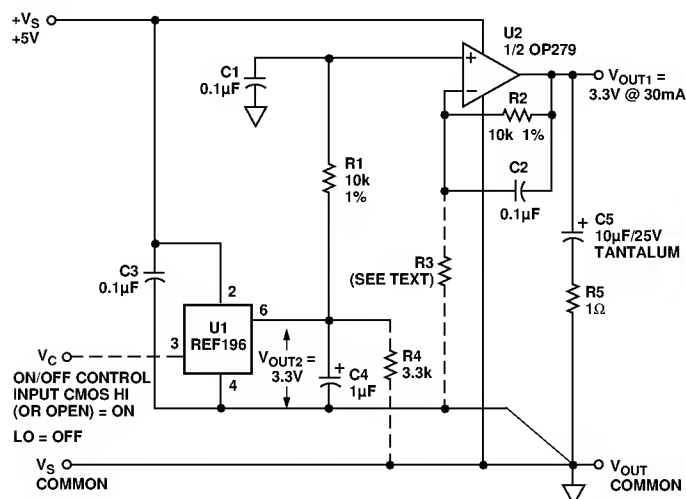 +VS
+5V
U2
1/2 OP279
C1
0.1µF
+
−
VOUT1 =
3.3V @ 30mA
R2
10k 1%
R1
10k
1%
C2
0.1µF
+
C5
10µF/25V
TANTALUM
C3
0.1µF
R3
(SEE TEXT)
2
R5
1Ω
U1
REF196
6
3
4
VOUT2 =
3.3V
+
C4
1µF
R4
3.3k
VC
ON/OFF CONTROL
INPUT CMOS HI
(OR OPEN) = ON
LO = OFF
VS
COMMON
VOUT
COMMON